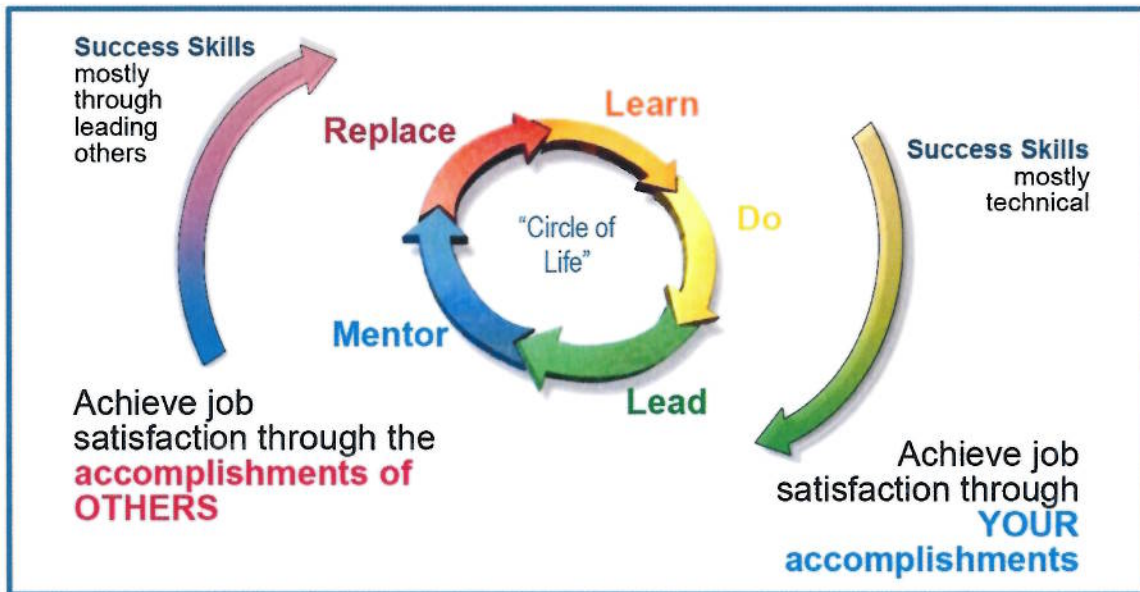 Success Skills
mostly
through
leading
others
Replace
Learn
Do
Lead
Mentor
“Circle of
Life”
Success Skills
mostly
technical
Achieve job
satisfaction through the
accomplishments of
OTHERS
Achieve job
satisfaction through
YOUR
accomplishments